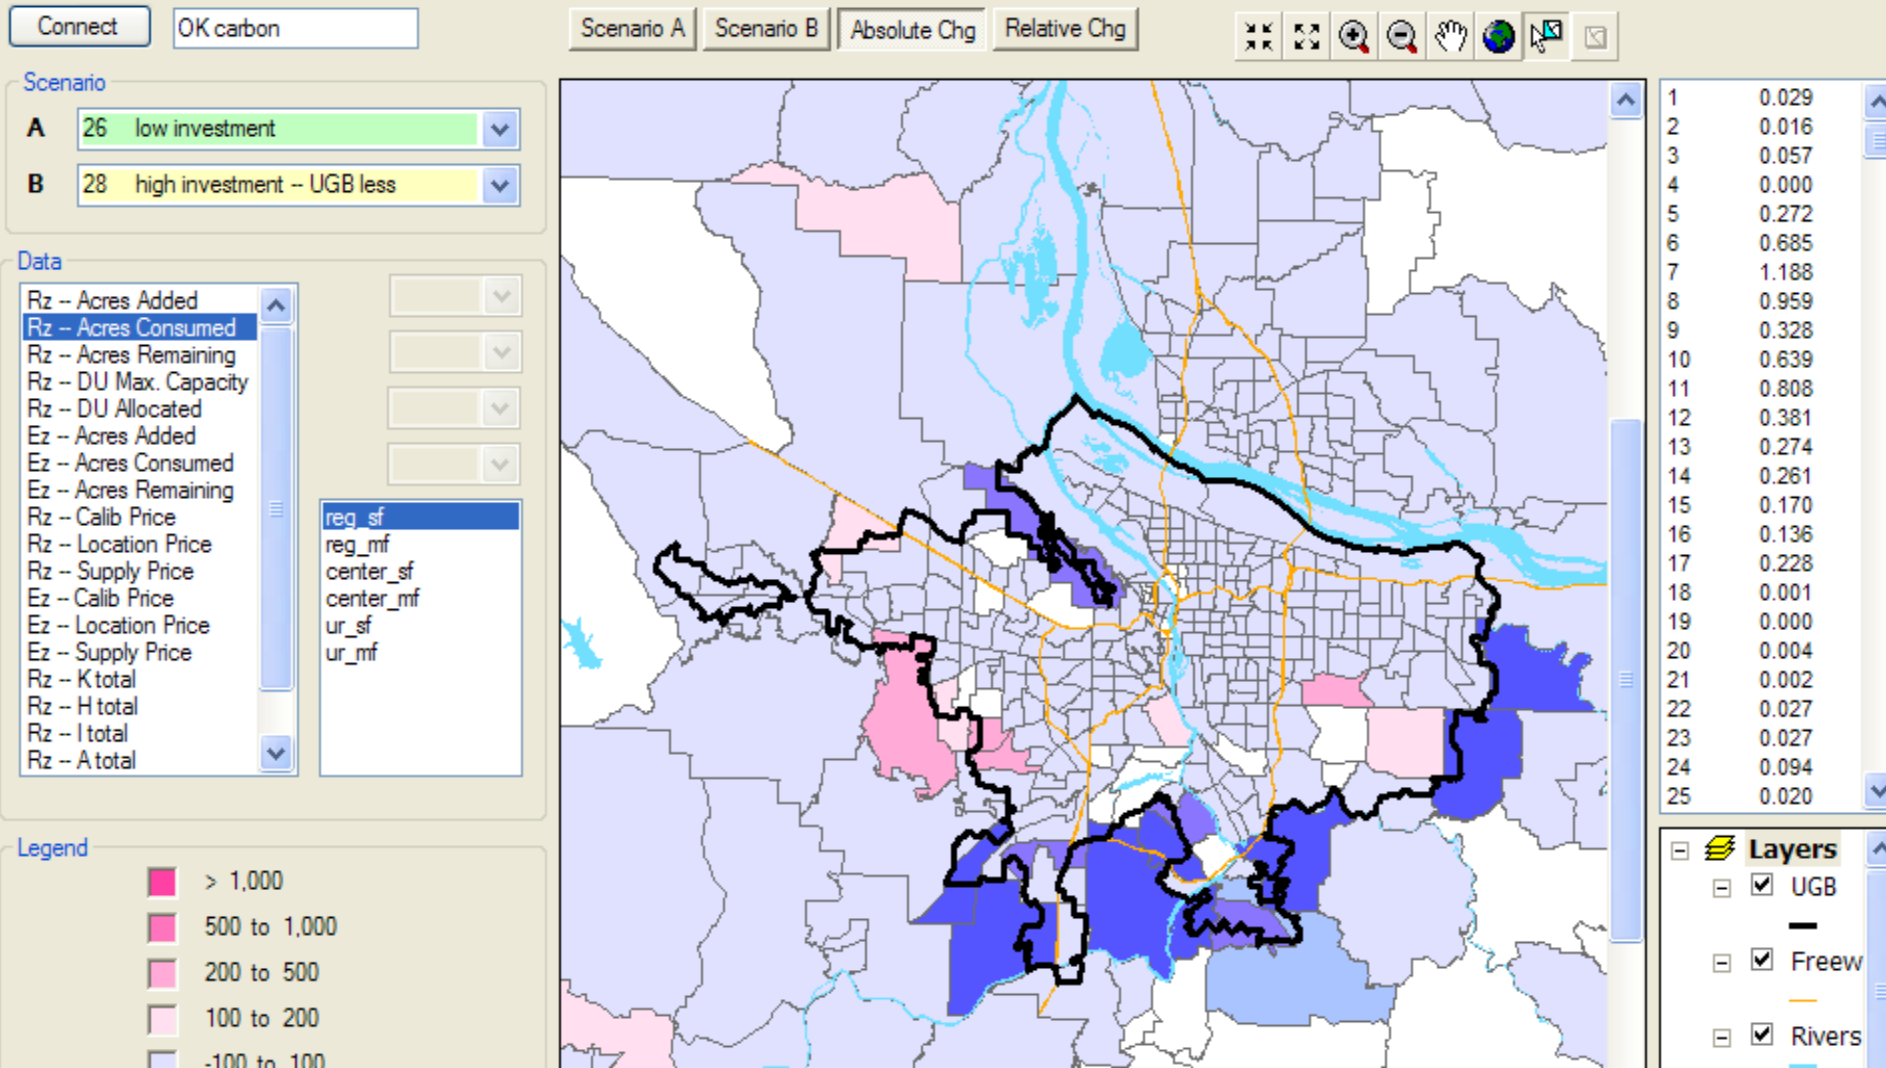 Connect
OK carbon
Scenario A
Scenario B
Absolute Chg
Relative Chg
Scenario
A 26 low investment
B 28 high investment -- UGB less
Data
Rz -- Acres Added
Rz -- Acres Consumed
Rz -- Acres Remaining
Rz -- DU Max. Capacity
Rz -- DU Allocated
Ez -- Acres Added
Ez -- Acres Consumed
Ez -- Acres Remaining
Rz -- Calib Price
Rz -- Location Price
Rz -- Supply Price
Ez -- Calib Price
Ez -- Location Price
Ez -- Supply Price
Rz -- K total
Rz -- H total
Rz -- I total
Rz -- A total
reg_sf
reg_mf
center_sf
center_mf
ur_sf
ur_mf
Legend
> 1,000
500 to 1,000
200 to 500
100 to 200
-100 to 100
1 0.029
2 0.016
3 0.057
4 0.000
5 0.272
6 0.685
7 1.188
8 0.959
9 0.328
10 0.639
11 0.808
12 0.381
13 0.274
14 0.261
15 0.170
16 0.136
17 0.228
18 0.001
19 0.000
20 0.004
21 0.002
22 0.027
23 0.027
24 0.094
25 0.020
Layers
UGB
Freew
Rivers